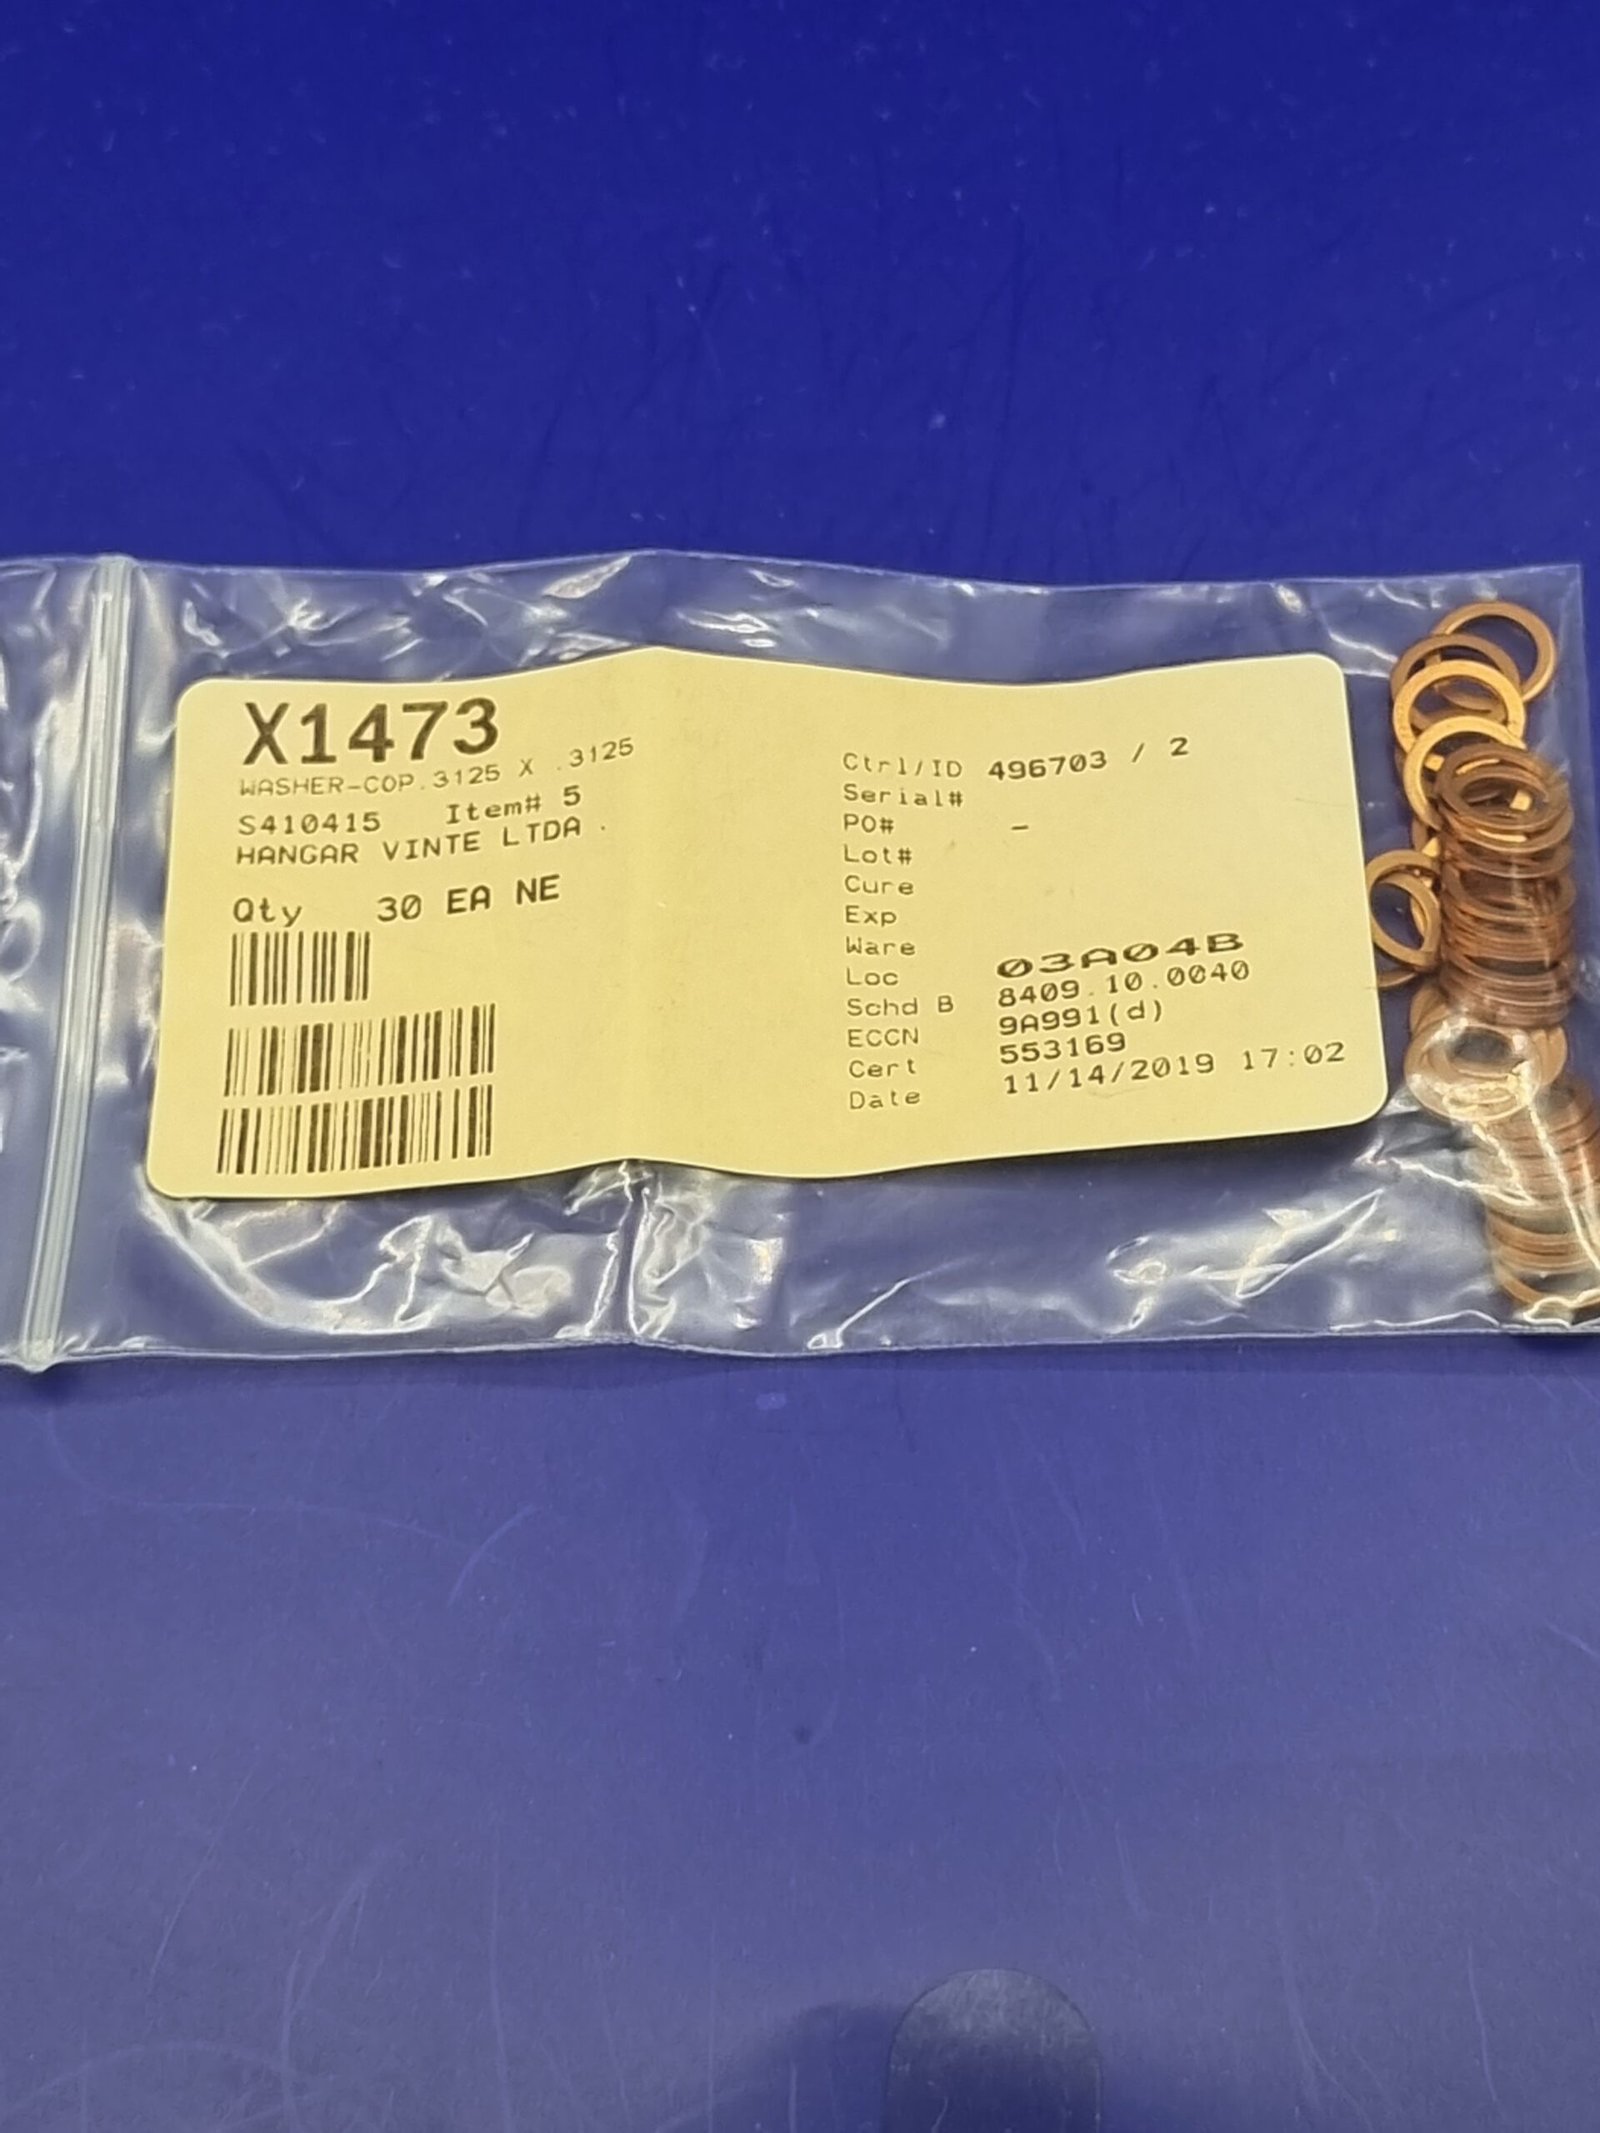 X1473
WASHER-COP.3125 X .3125
S410415 Item# 5
HANGAR VINTE LTDA .
Qty 30 EA NE
Ctrl/ID 496703 / 2
Serial#
PO# -
Lot#
Cure
Exp
Ware
Loc 03A04B
Schd B 8409.10.0040
ECCN 9A991(d)
Cert 553169
Date 11/14/2019 17:02